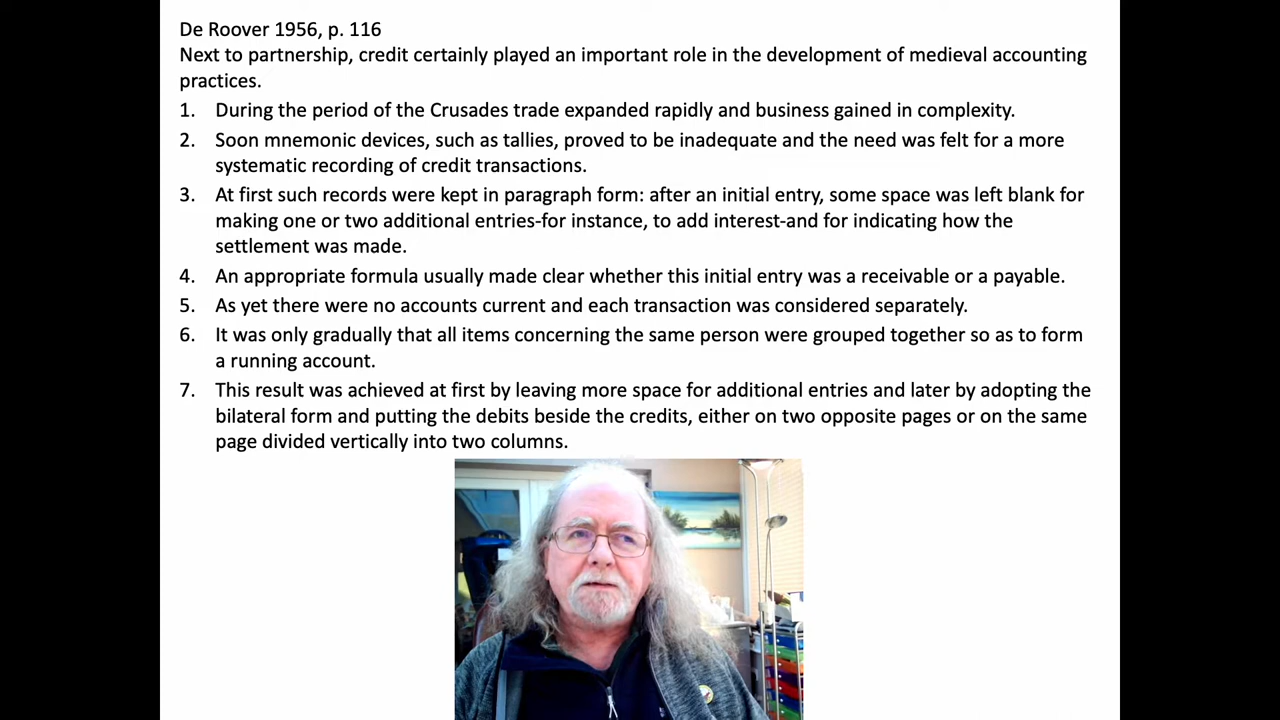 De Roover 1956, p. 116
Next to partnership, credit certainly played an important role in the development of medieval accounting
practices.
1. During the period of the Crusades trade expanded rapidly and business gained in complexity.
2. Soon mnemonic devices, such as tallies, proved to be inadequate and the need was felt for a more
systematic recording of credit transactions.
3. At first such records were kept in paragraph form: after an initial entry, some space was left blank for
making one or two additional entries-for instance, to add interest-and for indicating how the
settlement was made.
4. An appropriate formula usually made clear whether this initial entry was a receivable or a payable.
5. As yet there were no accounts current and each transaction was considered separately.
6. It was only gradually that all items concerning the same person were grouped together so as to form
a running account.
7. This result was achieved at first by leaving more space for additional entries and later by adopting the
bilateral form and putting the debits beside the credits, either on two opposite pages or on the same
page divided vertically into two columns.